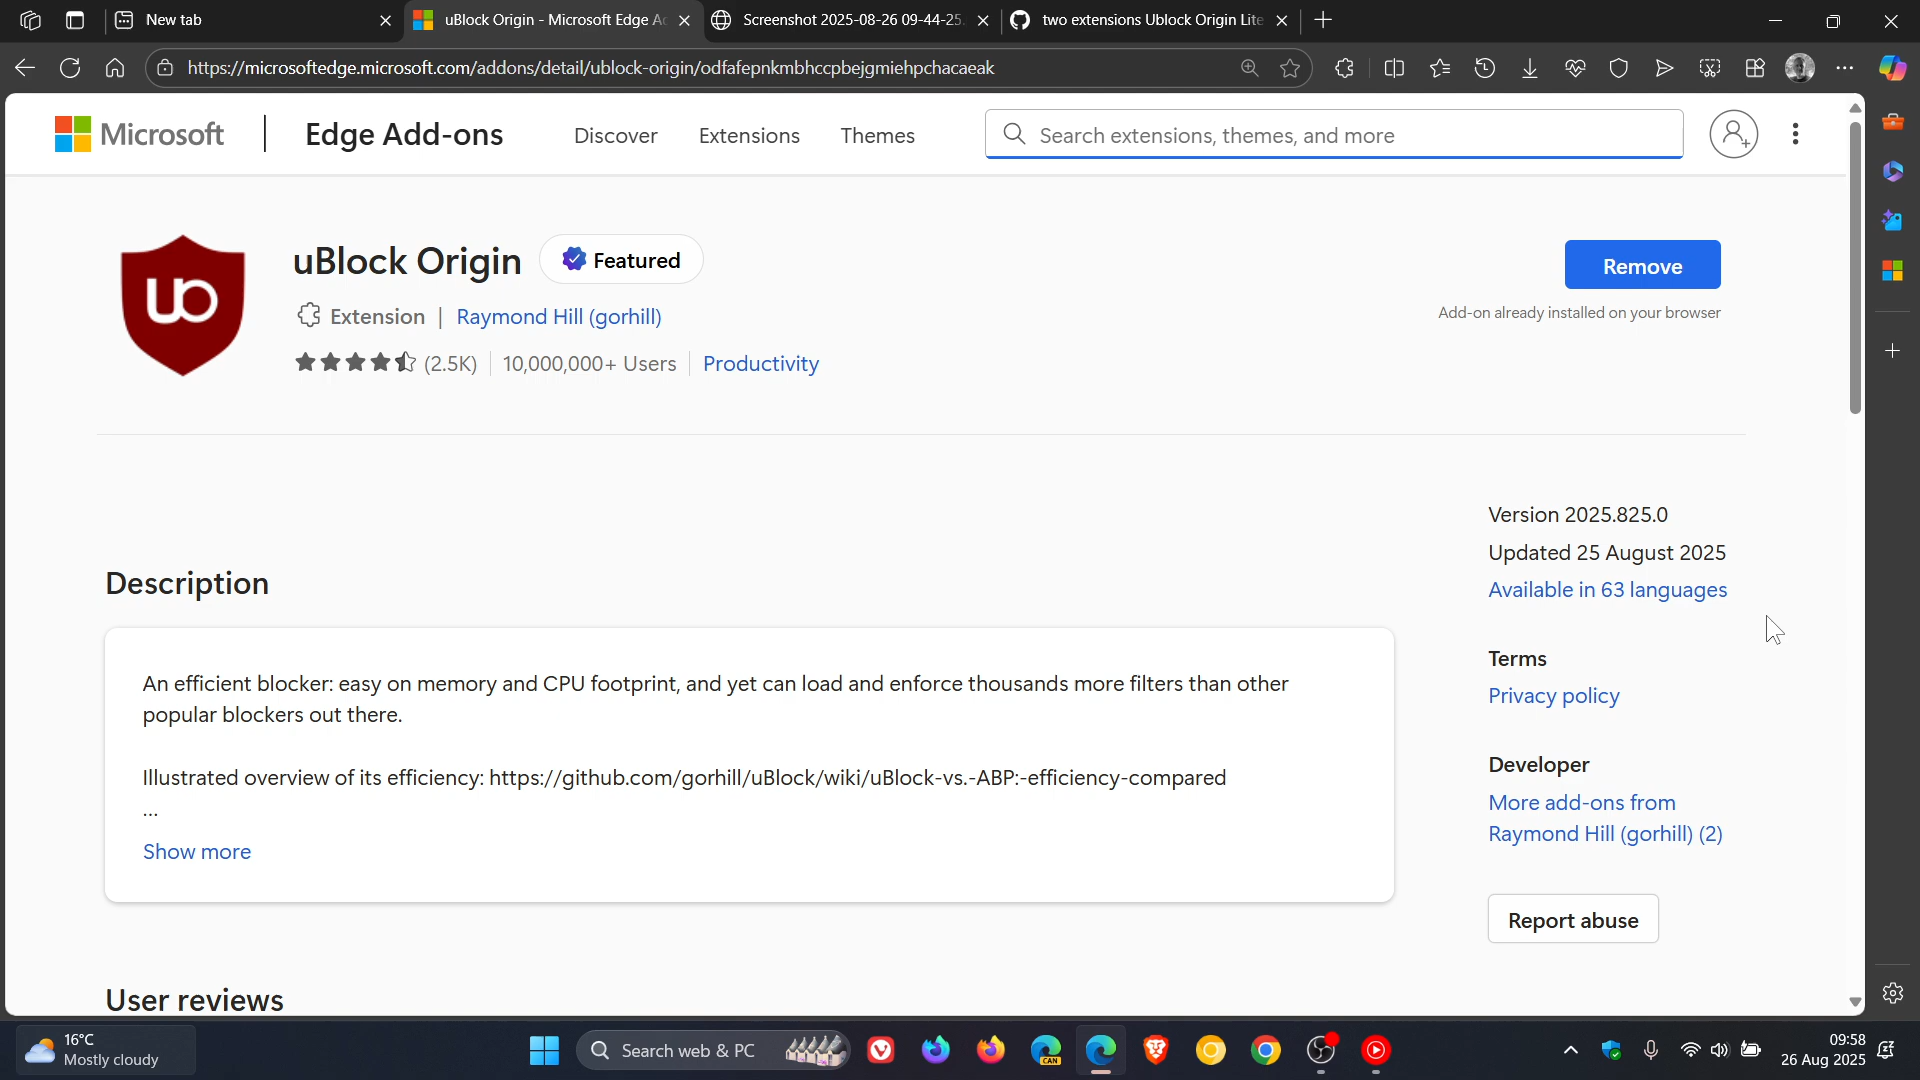 New tab
uBlock Origin - Microsoft Edge Ad
Screenshot 2025-08-26 09-44-25.
two extensions Ublock Origin Lite
https://microsoftedge.microsoft.com/addons/detail/ublock-origin/odfafepnkmbhccpbejgmiehpchacaeak
Microsoft
Edge Add-ons
Discover
Extensions
Themes
Search extensions, themes, and more
uBlock Origin
Featured
Remove
Extension | Raymond Hill (gorhill)
Add-on already installed on your browser
(2.5K) 10,000,000+ Users Productivity
Version 2025.825.0
Updated 25 August 2025
Available in 63 languages
Description
An efficient blocker: easy on memory and CPU footprint, and yet can load and enforce thousands more filters than other
popular blockers out there.
Illustrated overview of its efficiency: https://github.com/gorhill/uBlock/wiki/uBlock-vs.-ABP:-efficiency-compared
...
Show more
Terms
Privacy policy
Developer
More add-ons from
Raymond Hill (gorhill) (2)
Report abuse
User reviews
16°C
Mostly cloudy
Search web & PC
CAN
09:58
26 Aug 2025